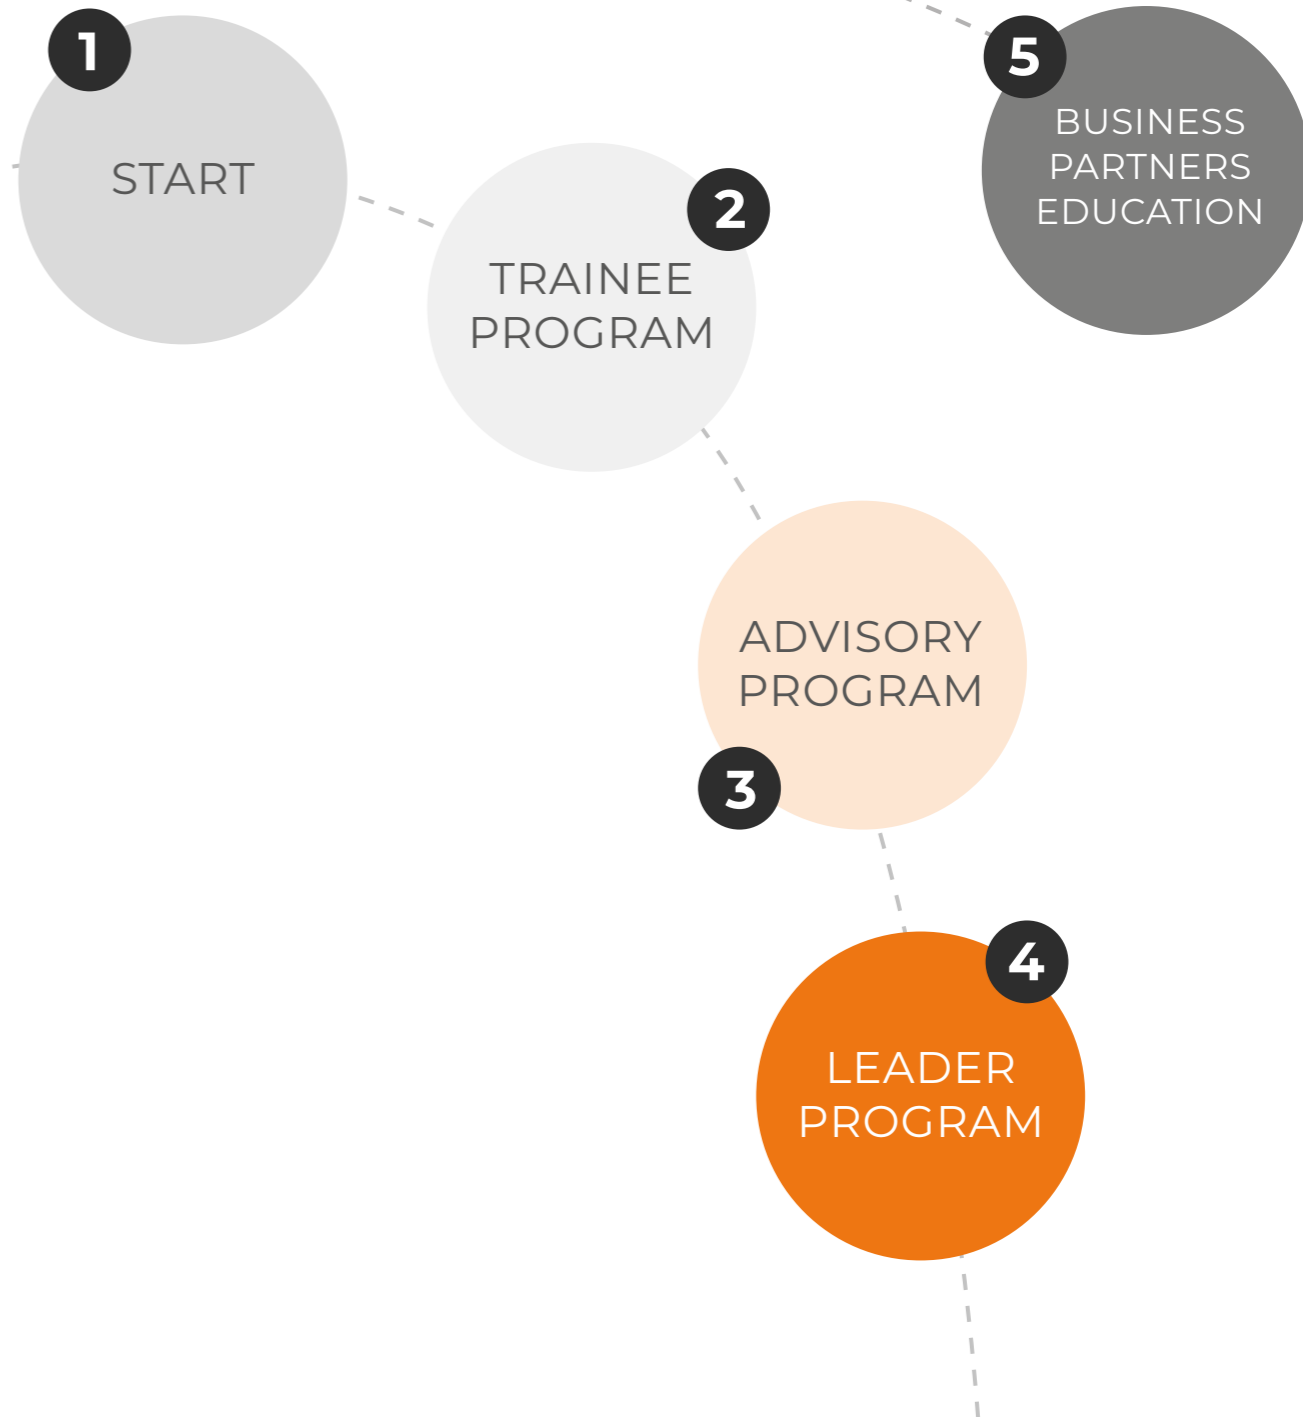 1
START
2
TRAINEE
PROGRAM
3
ADVISORY
PROGRAM
4
LEADER
PROGRAM
5
BUSINESS
PARTNERS
EDUCATION